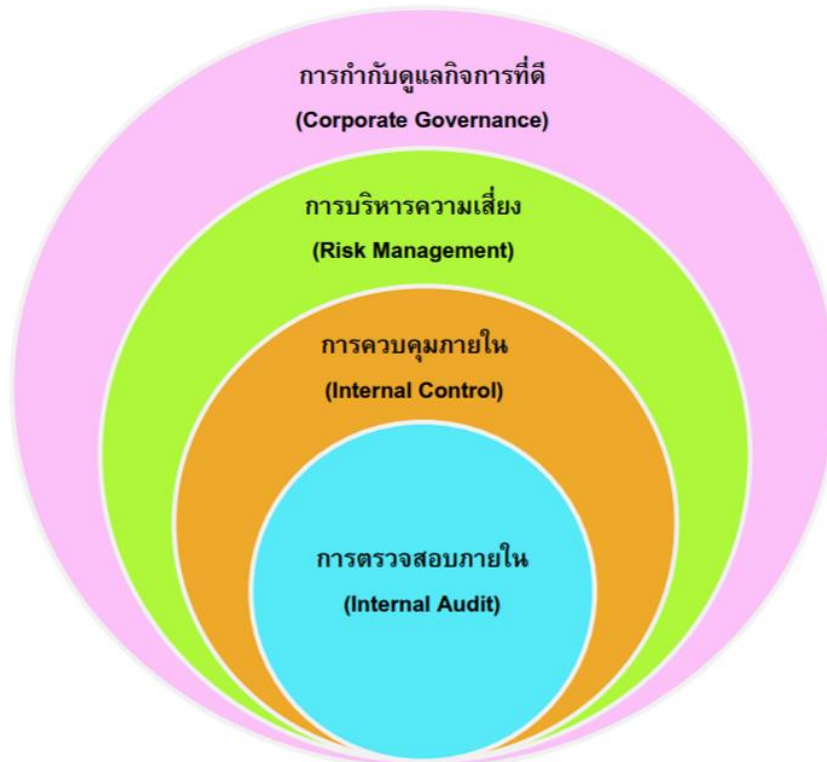 การกำกับดูแลกิจการที่ดี
(Corporate Governance)
การบริหารความเสี่ยง
(Risk Management)
การควบคุมภายใน
(Internal Control)
การตรวจสอบภายใน
(Internal Audit)